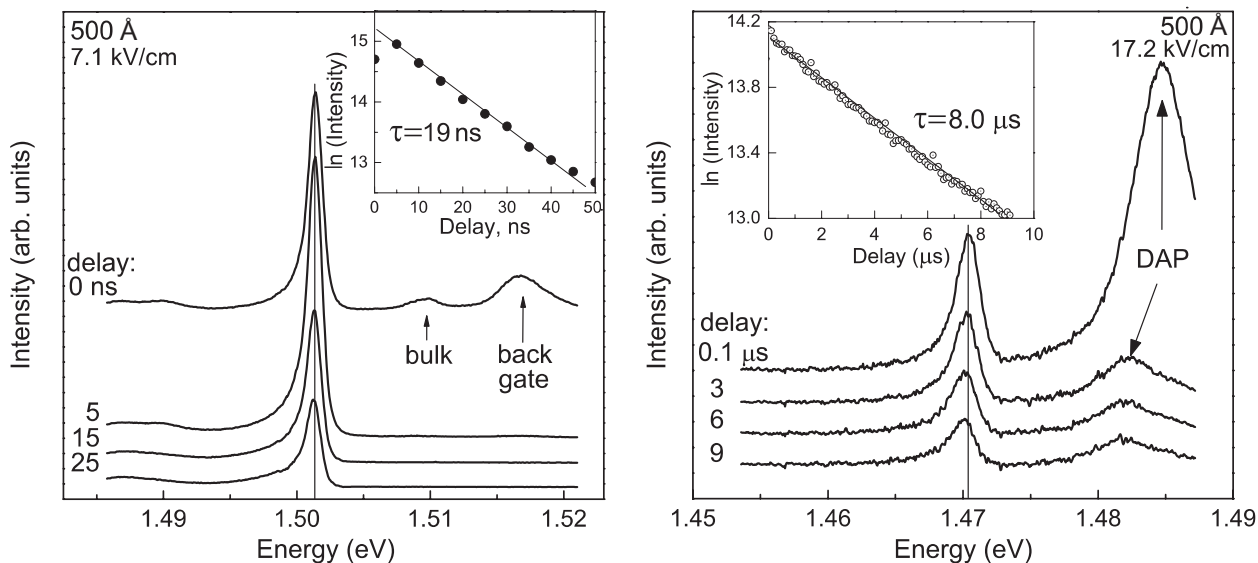 500 Å
7.1 kV/cm
ln (Intensity)
15
14
13
τ=19 ns
0 10 20 30 40 50
Delay, ns
delay:
0 ns
bulk
back
gate
5
15
25
Intensity (arb. units)
1.49 1.50 1.51 1.52
Energy (eV)
500 Å
17.2 kV/cm
ln (Intensity)
14.2
13.8
13.4
13.0
τ=8.0 μs
0 2 4 6 8 10
Delay (μs)
DAP
delay:
0.1 μs
3
6
9
Intensity (arb. units)
1.45 1.46 1.47 1.48 1.49
Energy (eV)